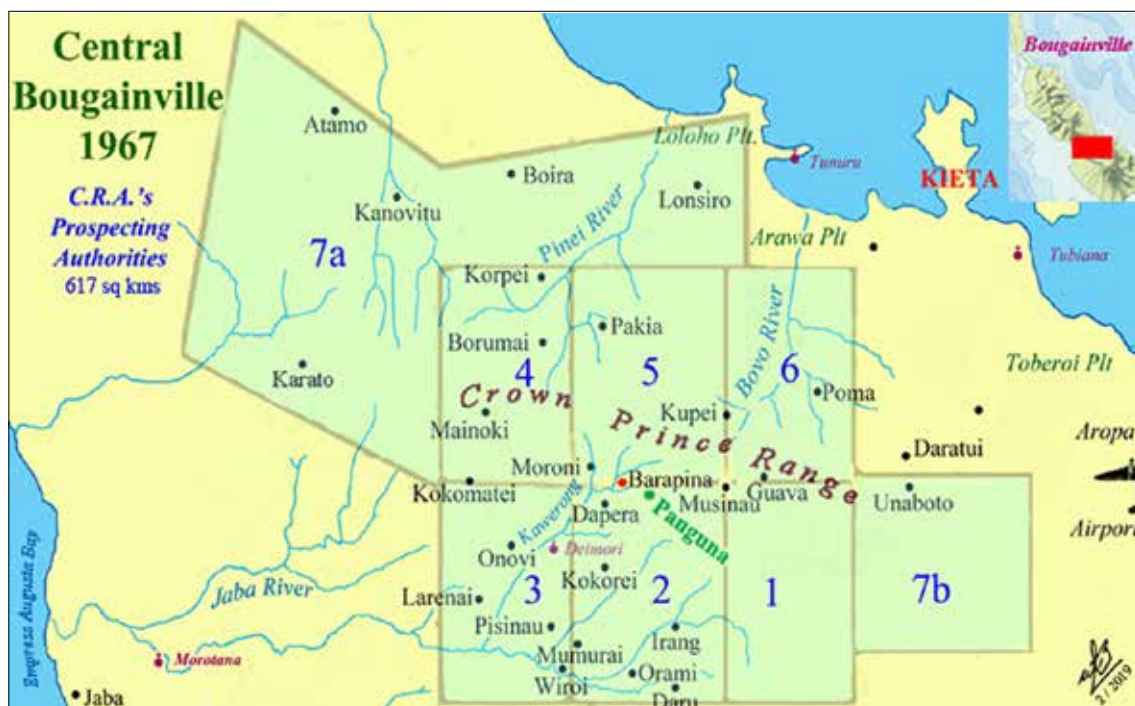 Central
Bougainville
1967
C.R.A.'s
Prospecting
Authorities
617 sq kms
Bougainville
Atamo
Loloho Plt.
Tunuru
KIETA
Boira
Lonsiro
Kanovitu
Pinei River
7a
Arawa Plt
Tubiana
Korpei
Pakia
Borumai
4
5
6
Bowo River
Toberoi Plt
Karato
Crown
Prince Range
Poma
Kupei
Mainoki
Daratui
Aropa
Moroni
Kokomatei
Barapina
Musinau
Guava
Unaboto
Panguna
Dapera
Kawerong
Airpor
Onovi
Deimori
Kokorei
Empress Augusta Bay
Jaba River
Larenai
3
2
1
7b
Pisinau
Irang
Mumurai
Morotana
Wiroi
Orami
Daru
Jaba
2 / 2019